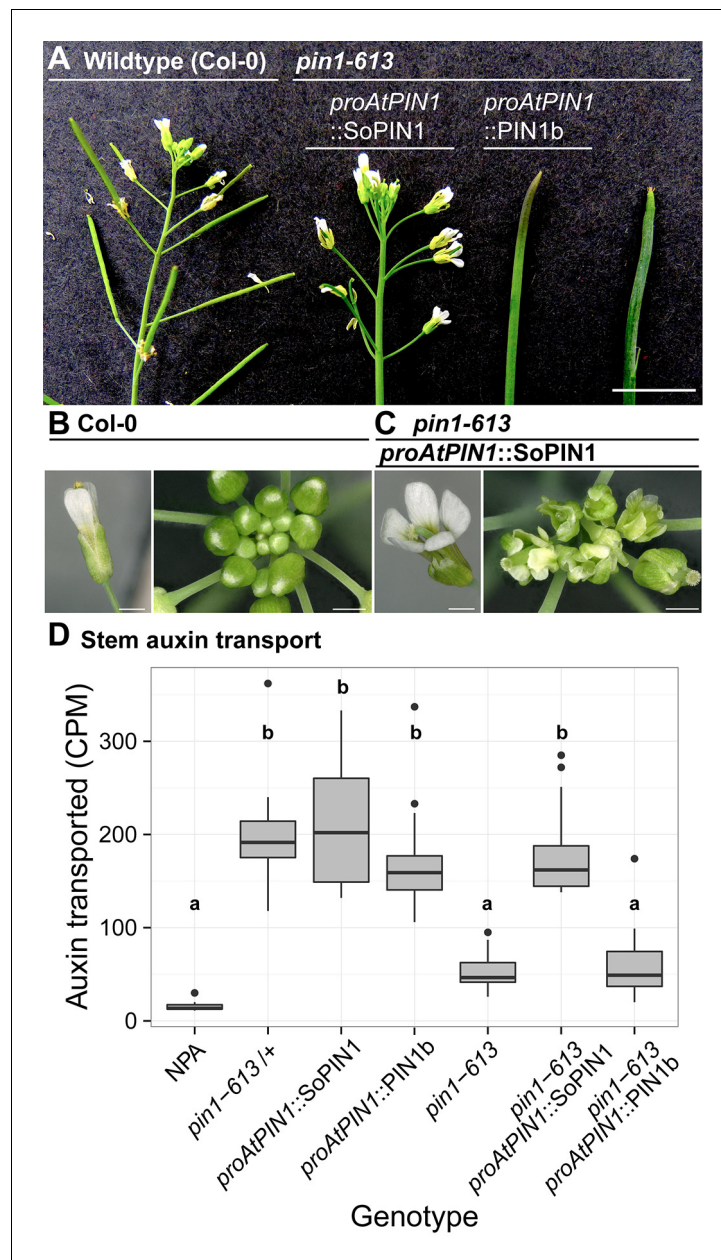 A Wildtype (Col-0) pin1-613
proAtPIN1 proAtPIN1
::SoPIN1 ::PIN1b
B Col-0 C pin1-613
proAtPIN1::SoPIN1
D Stem auxin transport
Auxin transported (CPM)
300
200
100
0
a
b
b
b
a
b
a
NPA
pin1−613 /+
proAtPIN1::SoPIN1
proAtPIN1::PIN1b
pin1−613
pin1−613
proAtPIN1::SoPIN1
pin1−613
proAtPIN1::PIN1b
Genotype